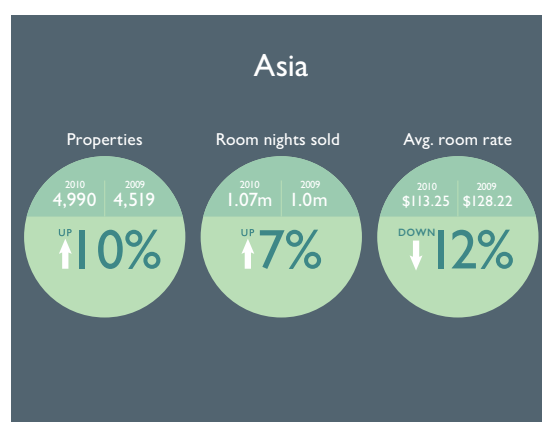 Asia
Properties
2010 2009
4,990 4,519
UP 10%
Room nights sold
2010 2009
1.07m 1.0m
UP 7%
Avg. room rate
2010 2009
$113.25 $128.22
DOWN 12%